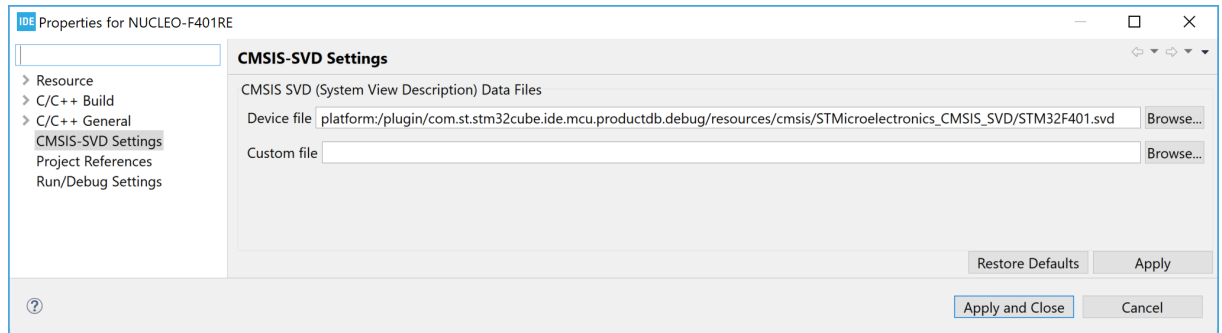 IDE Properties for NUCLEO-F401RE
Resource
C/C++ Build
C/C++ General
CMSIS-SVD Settings
Project References
Run/Debug Settings
CMSIS-SVD Settings
CMSIS SVD (System View Description) Data Files
Device file platform:/plugin/com.st.stm32cube.ide.mcu.productdb.debug/resources/cmsis/STMicroelectronics_CMSIS_SVD/STM32F401.svd Browse...
Custom file Browse...
Restore Defaults Apply
? Apply and Close Cancel